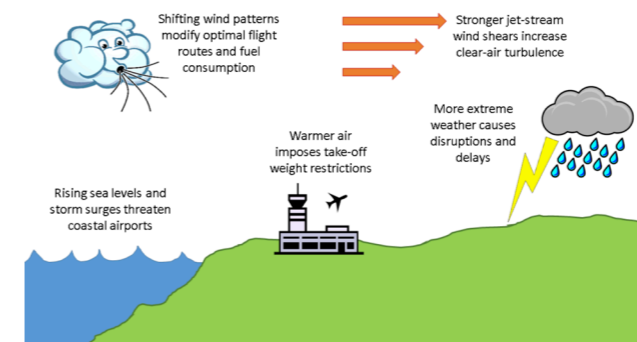 Shifting wind patterns
modify optimal flight
routes and fuel
consumption
Stronger jet-stream
wind shears increase
clear-air turbulence
More extreme
weather causes
disruptions and
delays
Warmer air
imposes take-off
weight restrictions
Rising sea levels and
storm surges threaten
coastal airports